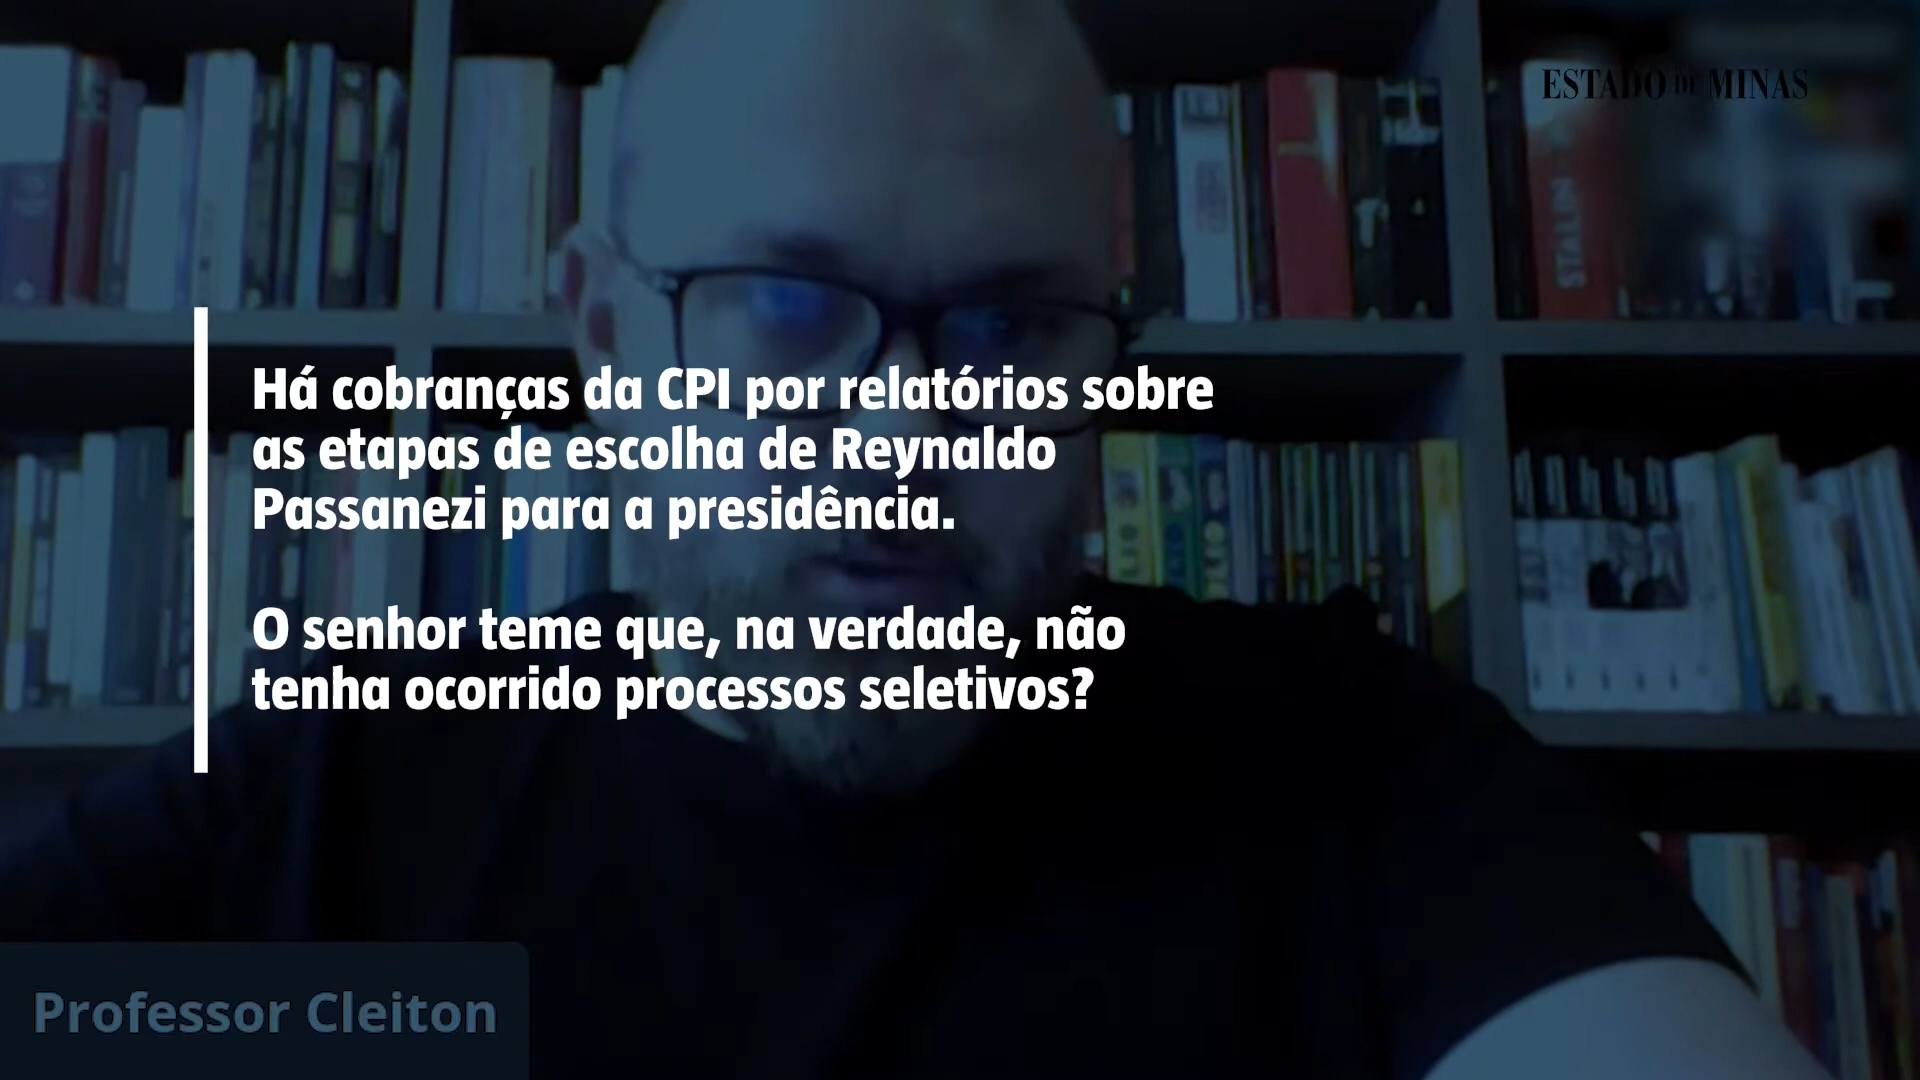 ESTADO DE MINAS
STALIN
Há cobranças da CPI por relatórios sobre
as etapas de escolha de Reynaldo
Passanezi para a presidência.
O senhor teme que, na verdade, não
tenha ocorrido processos seletivos?
Professor Cleiton